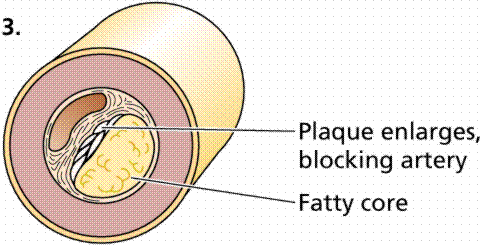 3.
Plaque enlarges,
blocking artery
Fatty core